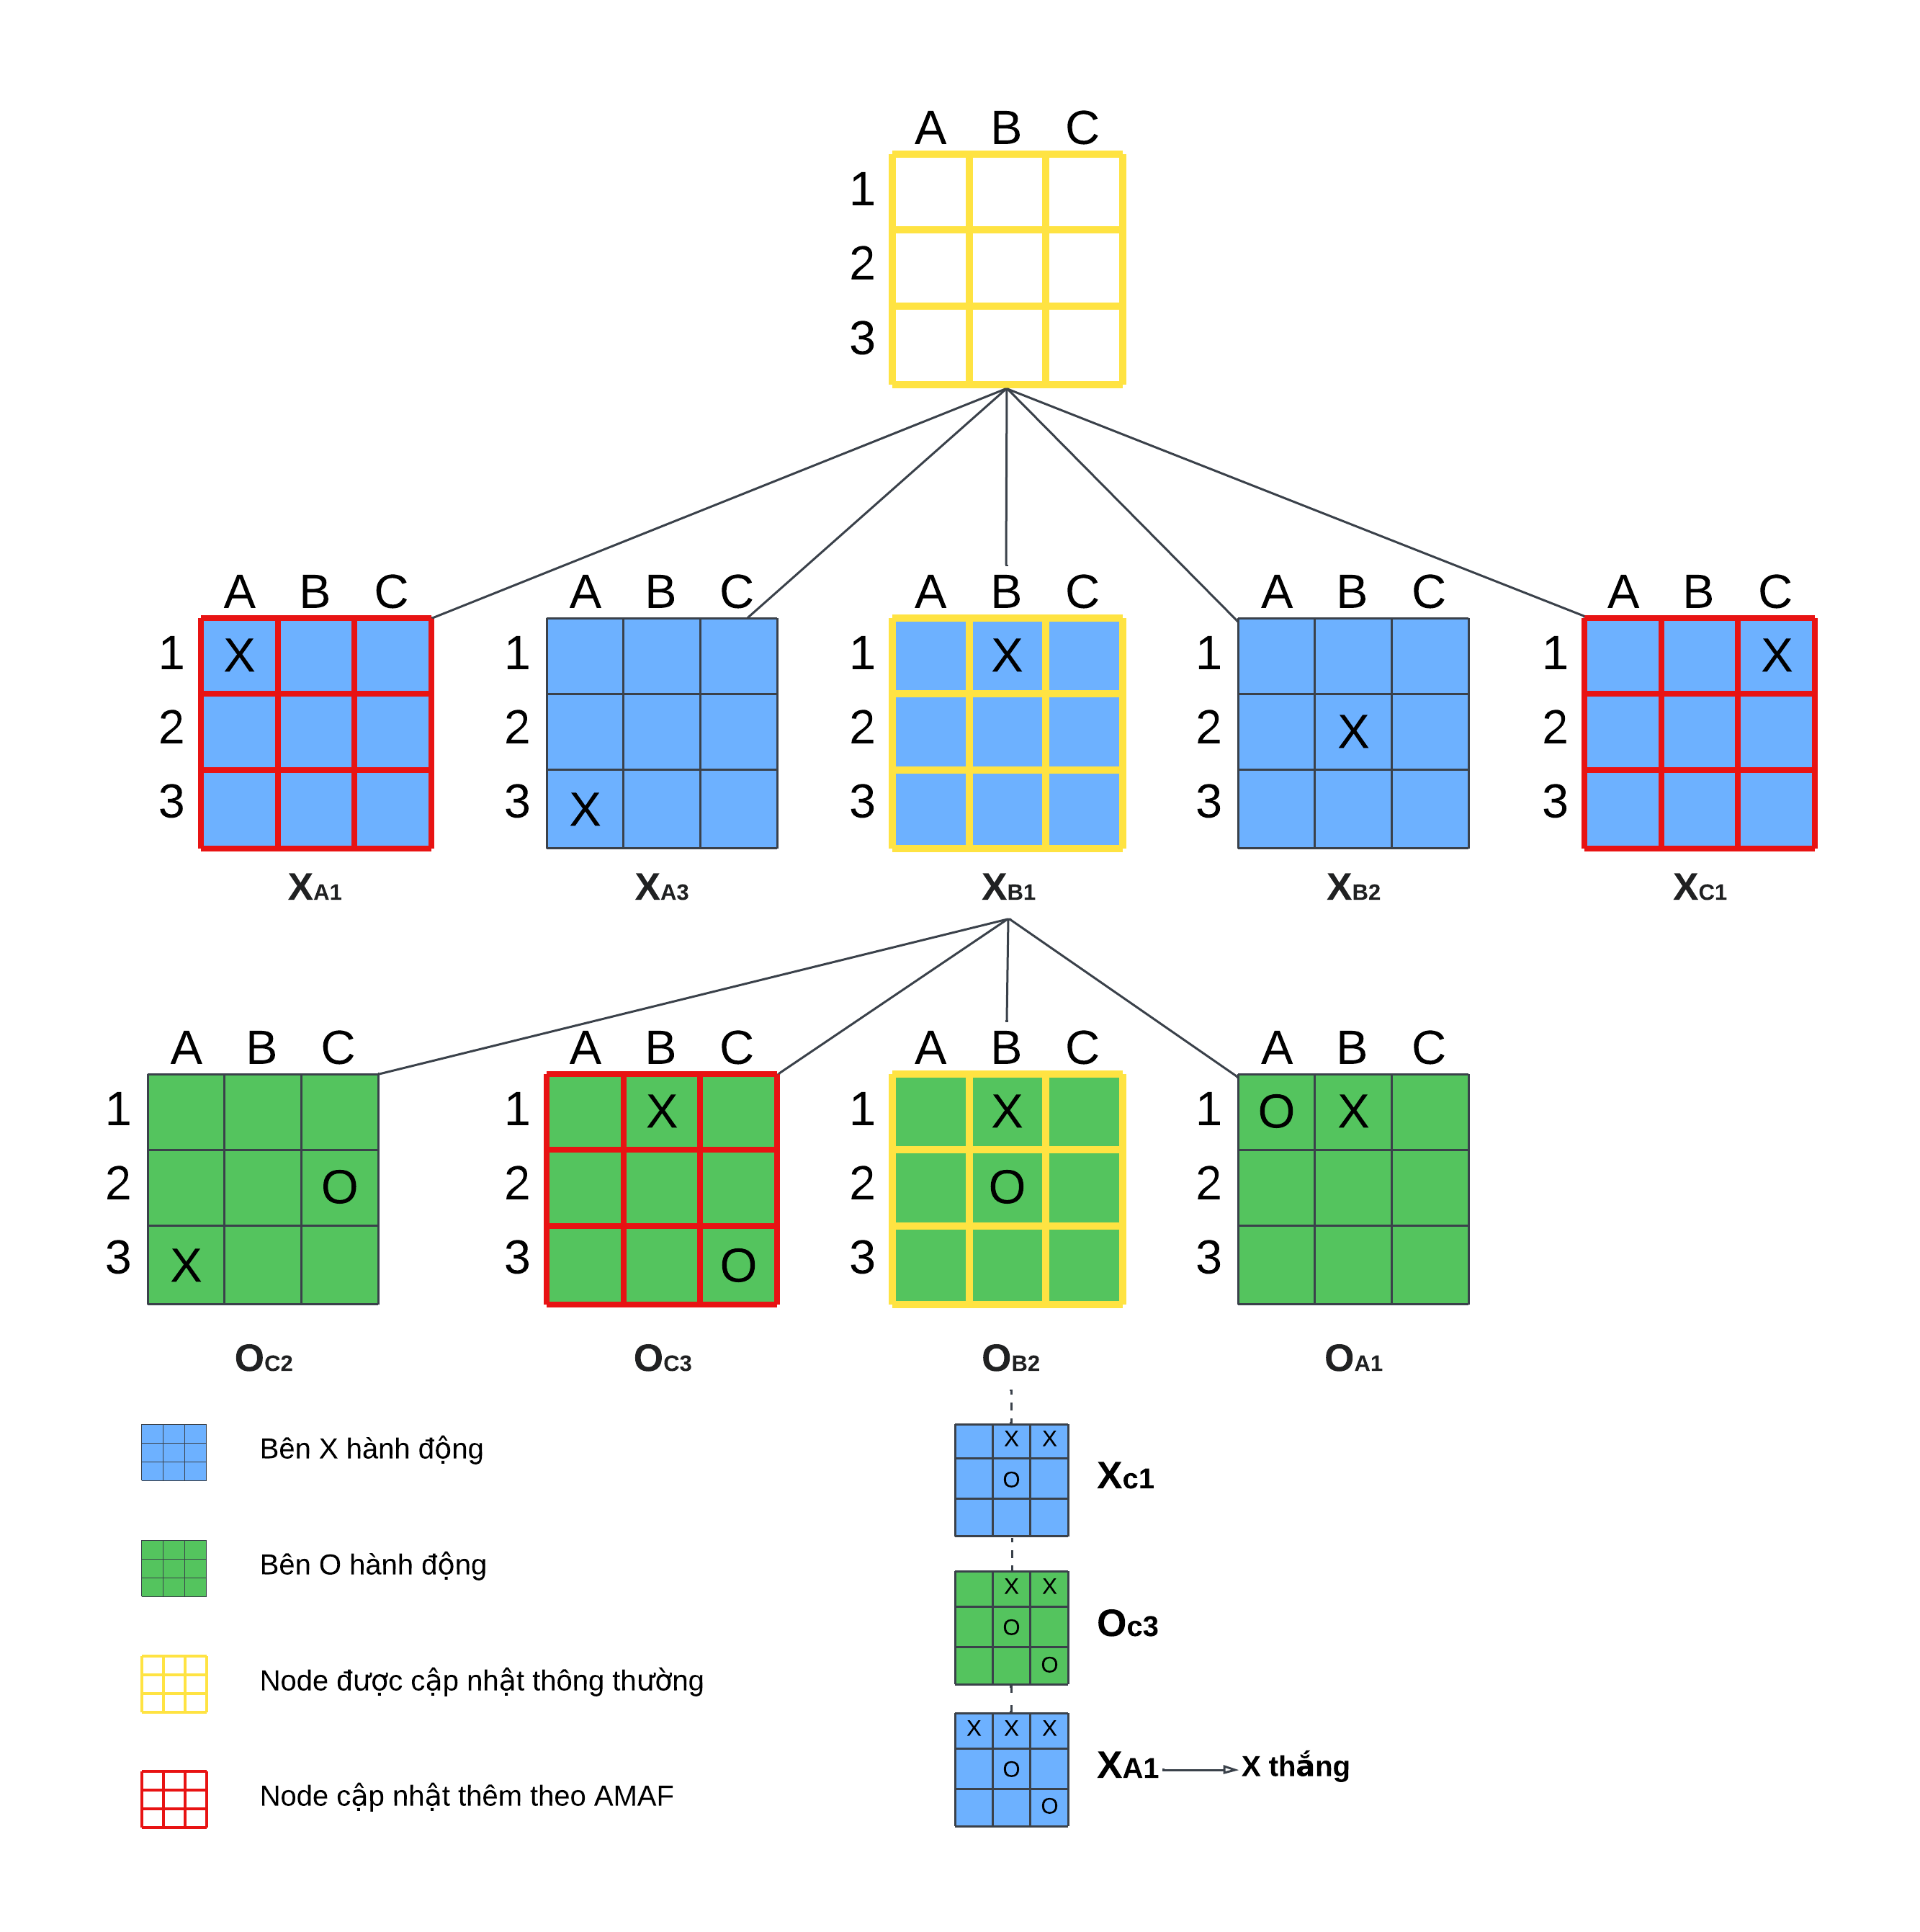 A B C
1
2
3
A B C A B C A B C A B C A B C
1 X 1 1 X 1 1 X
2 2 2 2 X 2
3 3 X 3 3 3
XA1 XA3 XB1 XB2 XC1
A B C A B C A B C A B C
1 1 X 1 X 1 O X
2 O 2 2 O 2
3 X 3 O 3 3
OC2 OC3 OB2 OA1
Bên X hành động
Bên O hành động
Node được cập nhật thông thường
Node cập nhật thêm theo AMAF
X X
O
Xc1
X X
O
O
Oc3
X X X
O
O
XA1 X thắng